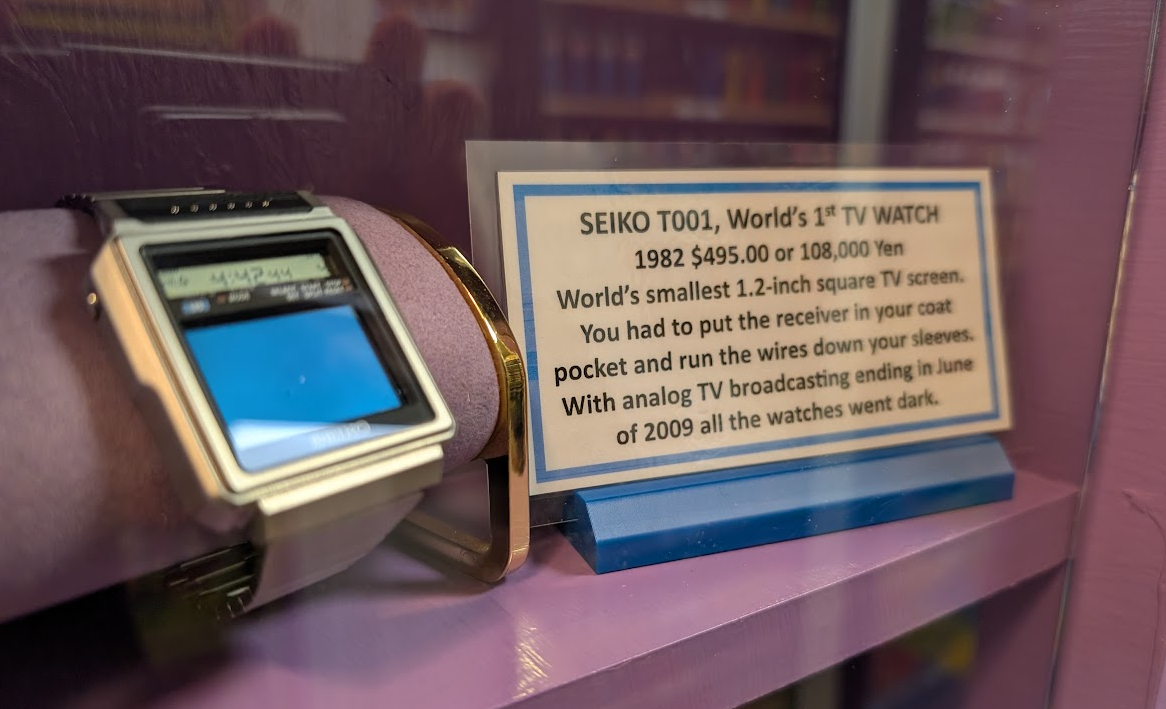 SEIKO T001, World's 1st TV WATCH
1982 $495.00 or 108,000 Yen
World's smallest 1.2-inch square TV screen.
You had to put the receiver in your coat
pocket and run the wires down your sleeves.
With analog TV broadcasting ending in June
of 2009 all the watches went dark.
SEIKO